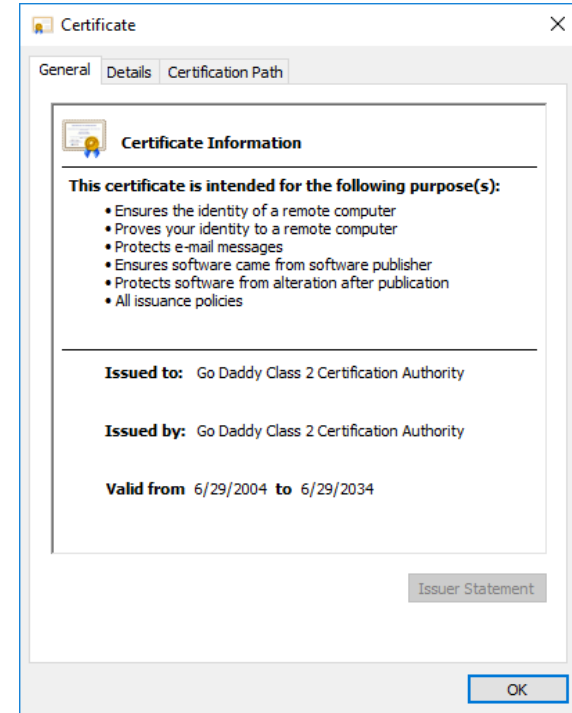 Certificate
General
Details
Certification Path
Certificate Information
This certificate is intended for the following purpose(s):
• Ensures the identity of a remote computer
• Proves your identity to a remote computer
• Protects e-mail messages
• Ensures software came from software publisher
• Protects software from alteration after publication
• All issuance policies
Issued to: Go Daddy Class 2 Certification Authority
Issued by: Go Daddy Class 2 Certification Authority
Valid from 6/29/2004 to 6/29/2034
Issuer Statement
OK